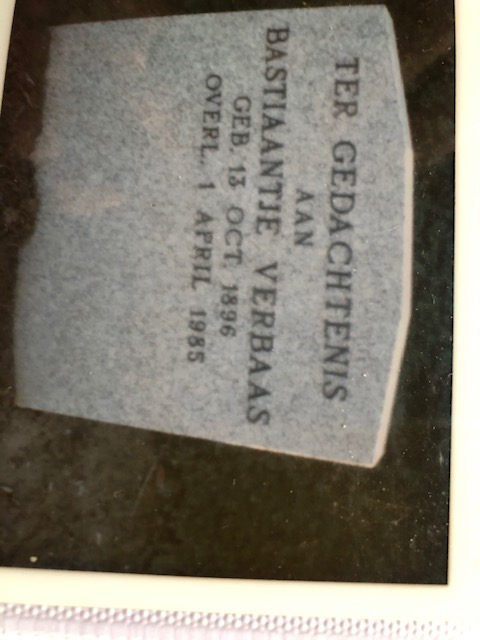 TER GEDACHTENIS
AAN
BASTIAANTJE VERBAAS
GEB. 13 OCT. 1896
OVERL. 1 APRIL 1985